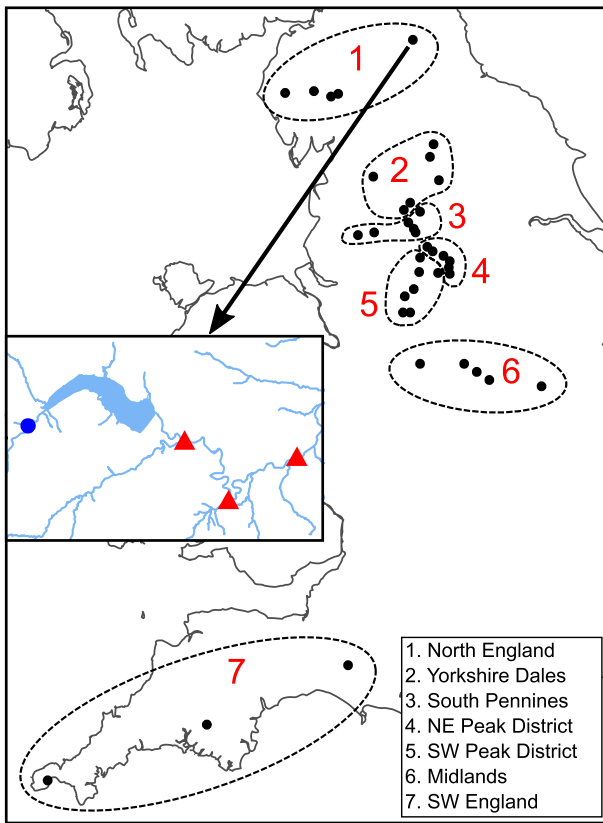 1
2
3
4
5
6
7
1. North England
2. Yorkshire Dales
3. South Pennines
4. NE Peak District
5. SW Peak District
6. Midlands
7. SW England